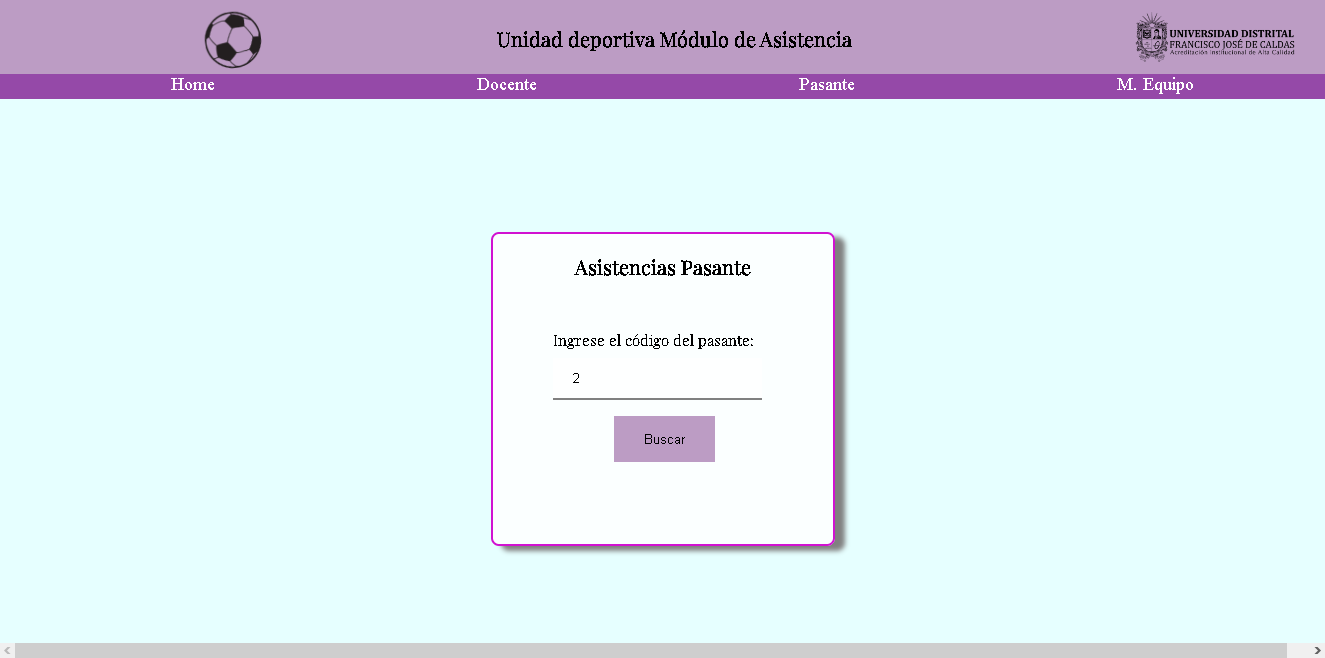 Unidad deportiva Módulo de Asistencia
UNIVERSIDAD DISTRITAL
FRANCISCO JOSÉ DE CALDAS
Acreditación Institucional de Alta Calidad
Home
Docente
Pasante
M. Equipo
Asistencias Pasante
Ingrese el código del pasante:
2
Buscar